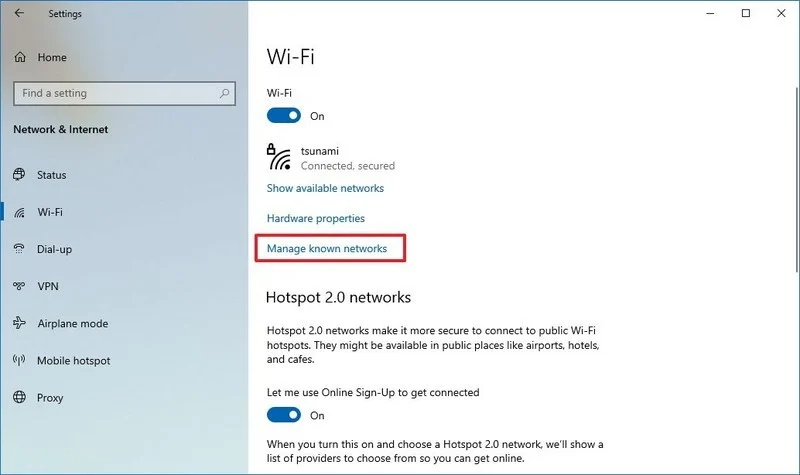 Settings
Home
Find a setting
Network & Internet
Status
Wi-Fi
Dial-up
VPN
Airplane mode
Mobile hotspot
Proxy
Wi-Fi
Wi-Fi
On
tsunami
Connected, secured
Show available networks
Hardware properties
Manage known networks
Hotspot 2.0 networks
Hotspot 2.0 networks make it more secure to connect to public Wi-Fi
hotspots. They might be available in public places like airports, hotels,
and cafes.
Let me use Online Sign-Up to get connected
On
When you turn this on and choose a Hotspot 2.0 network, we'll show a
list of providers to choose from so you can get online.